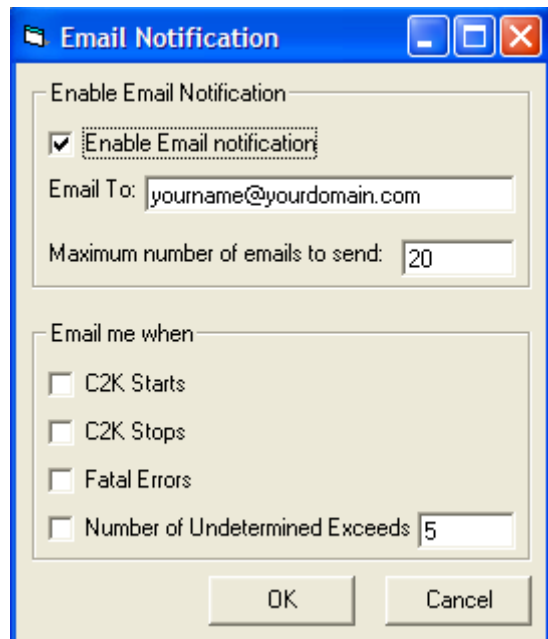 Email Notification
Enable Email Notification
Enable Email notification
Email To: yourname@yourdomain.com
Maximum number of emails to send: 20
Email me when
C2K Starts
C2K Stops
Fatal Errors
Number of Undetermined Exceeds 5
OK Cancel